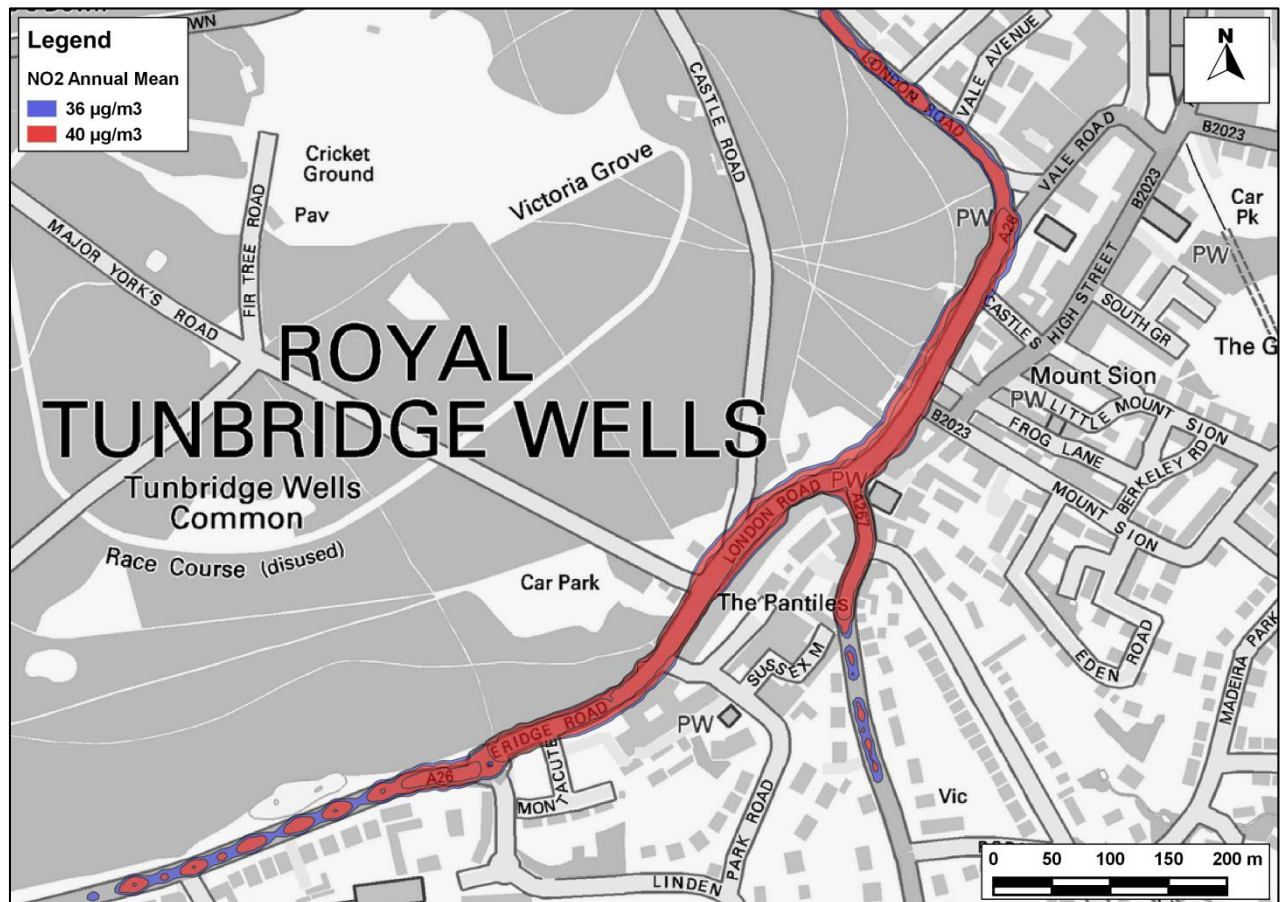 Legend
NO2 Annual Mean
36 µg/m3
40 µg/m3
N
WN
LONDON ROAD
VALE AVENUE
CASTLE ROAD
VALE ROAD
B2023
B2023
Cricket
Ground
Pav
Victoria Grove
FIR TREE ROAD
MAJOR YORK'S ROAD
PW
A26
Car
Pk
PW
HIGH STREET
CASTLE S
SOUTH GR
The G
ROYAL
TUNBRIDGE WELLS
Tunbridge Wells
Common
Race Course (disused)
Mount Sion
PW
LITTLE MOUNT SION
B2023
FROG LANE
BERKELEY RD
MOUNT SION
PW
LONDON ROAD
A267
Car Park
The Pantiles
SUSSEX M
EDEN ROAD
MADEIRA PARK
PW
ERIDGE ROAD
A26
MONTACUTE
Vic
LINDEN PARK ROAD
0 50 100 150 200 m